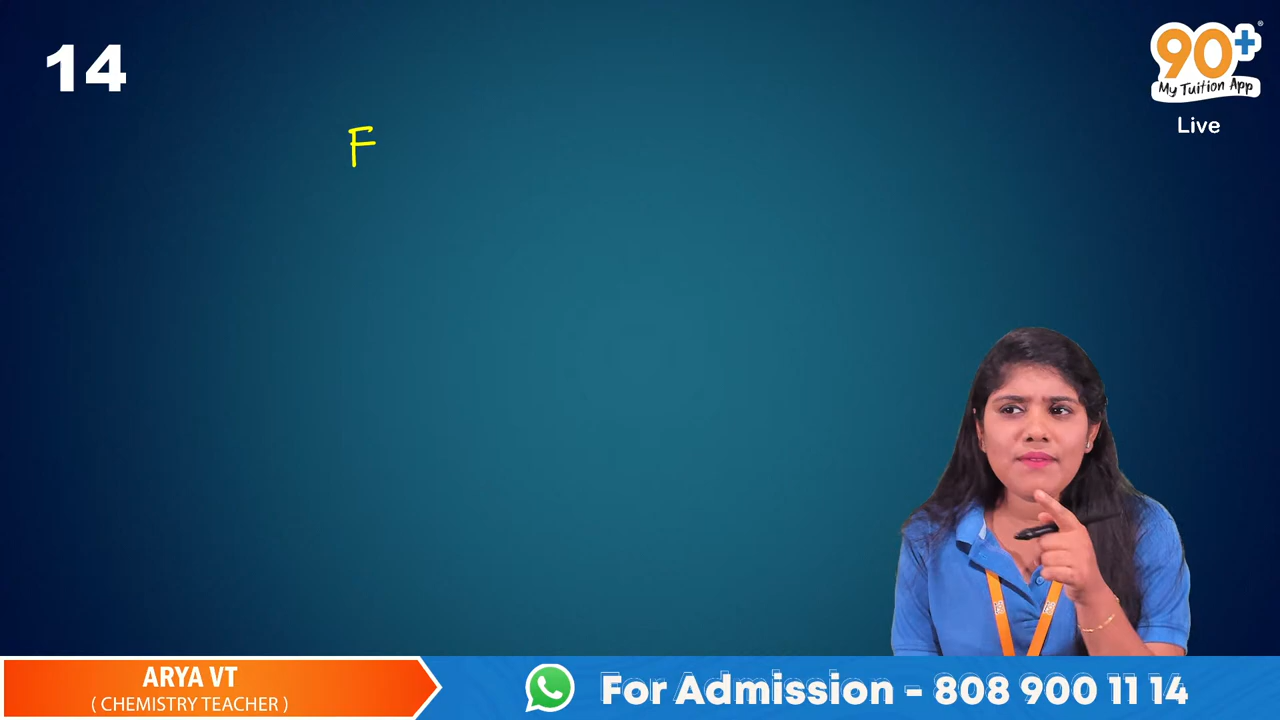 14
90+
My Tuition App
Live
F
ARYA VT
( CHEMISTRY TEACHER )
For Admission - 808 900 11 14